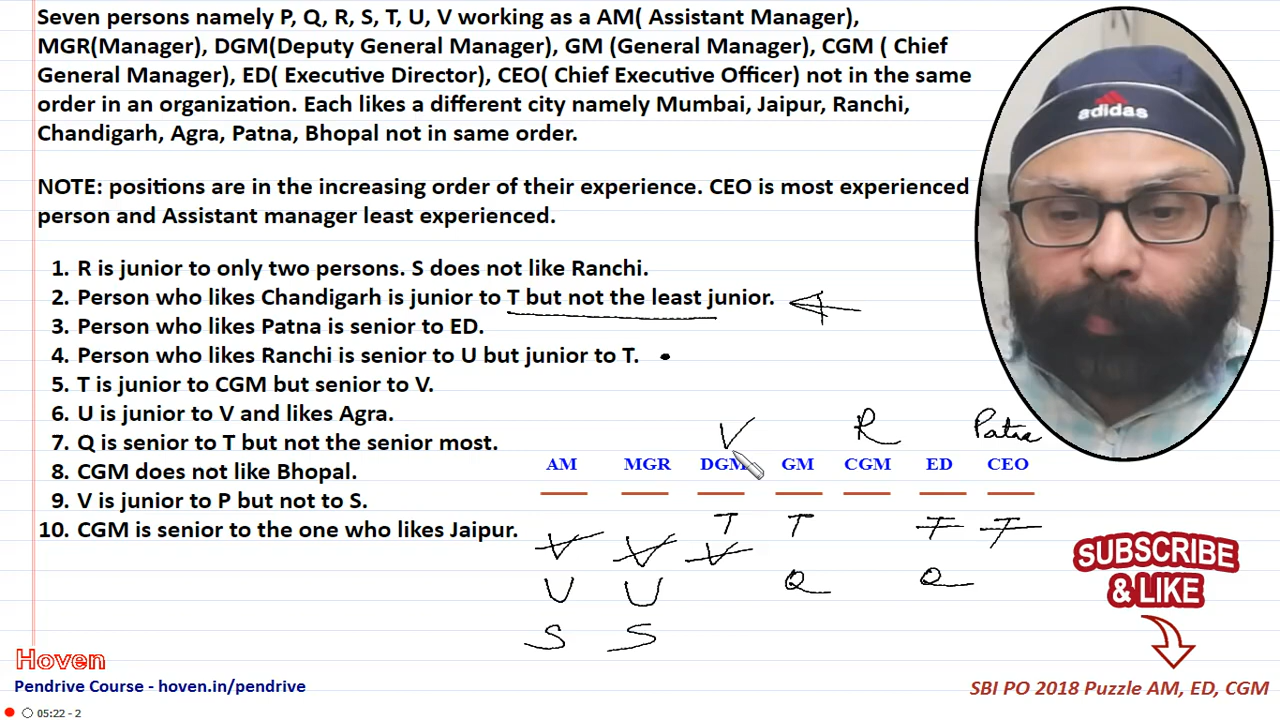 Seven persons namely P, Q, R, S, T, U, V working as a AM( Assistant Manager),
MGR(Manager), DGM(Deputy General Manager), GM (General Manager), CGM ( Chief
General Manager), ED( Executive Director), CEO( Chief Executive Officer) not in the same
order in an organization. Each likes a different city namely Mumbai, Jaipur, Ranchi,
Chandigarh, Agra, Patna, Bhopal not in same order.
NOTE: positions are in the increasing order of their experience. CEO is most experienced
person and Assistant manager least experienced.
1. R is junior to only two persons. S does not like Ranchi.
2. Person who likes Chandigarh is junior to T but not the least junior.
3. Person who likes Patna is senior to ED.
4. Person who likes Ranchi is senior to U but junior to T.
5. T is junior to CGM but senior to V.
6. U is junior to V and likes Agra.
7. Q is senior to T but not the senior most.
8. CGM does not like Bhopal.
9. V is junior to P but not to S.
10. CGM is senior to the one who likes Jaipur.
V R Patna
AM MGR DGM GM CGM ED CEO
T T T T
V V V
U U Q Q
S S
adidas
SUBSCRIBE
& LIKE
Hoven
Pendrive Course - hoven.in/pendrive
SBI PO 2018 Puzzle AM, ED, CGM
05:22 - 2